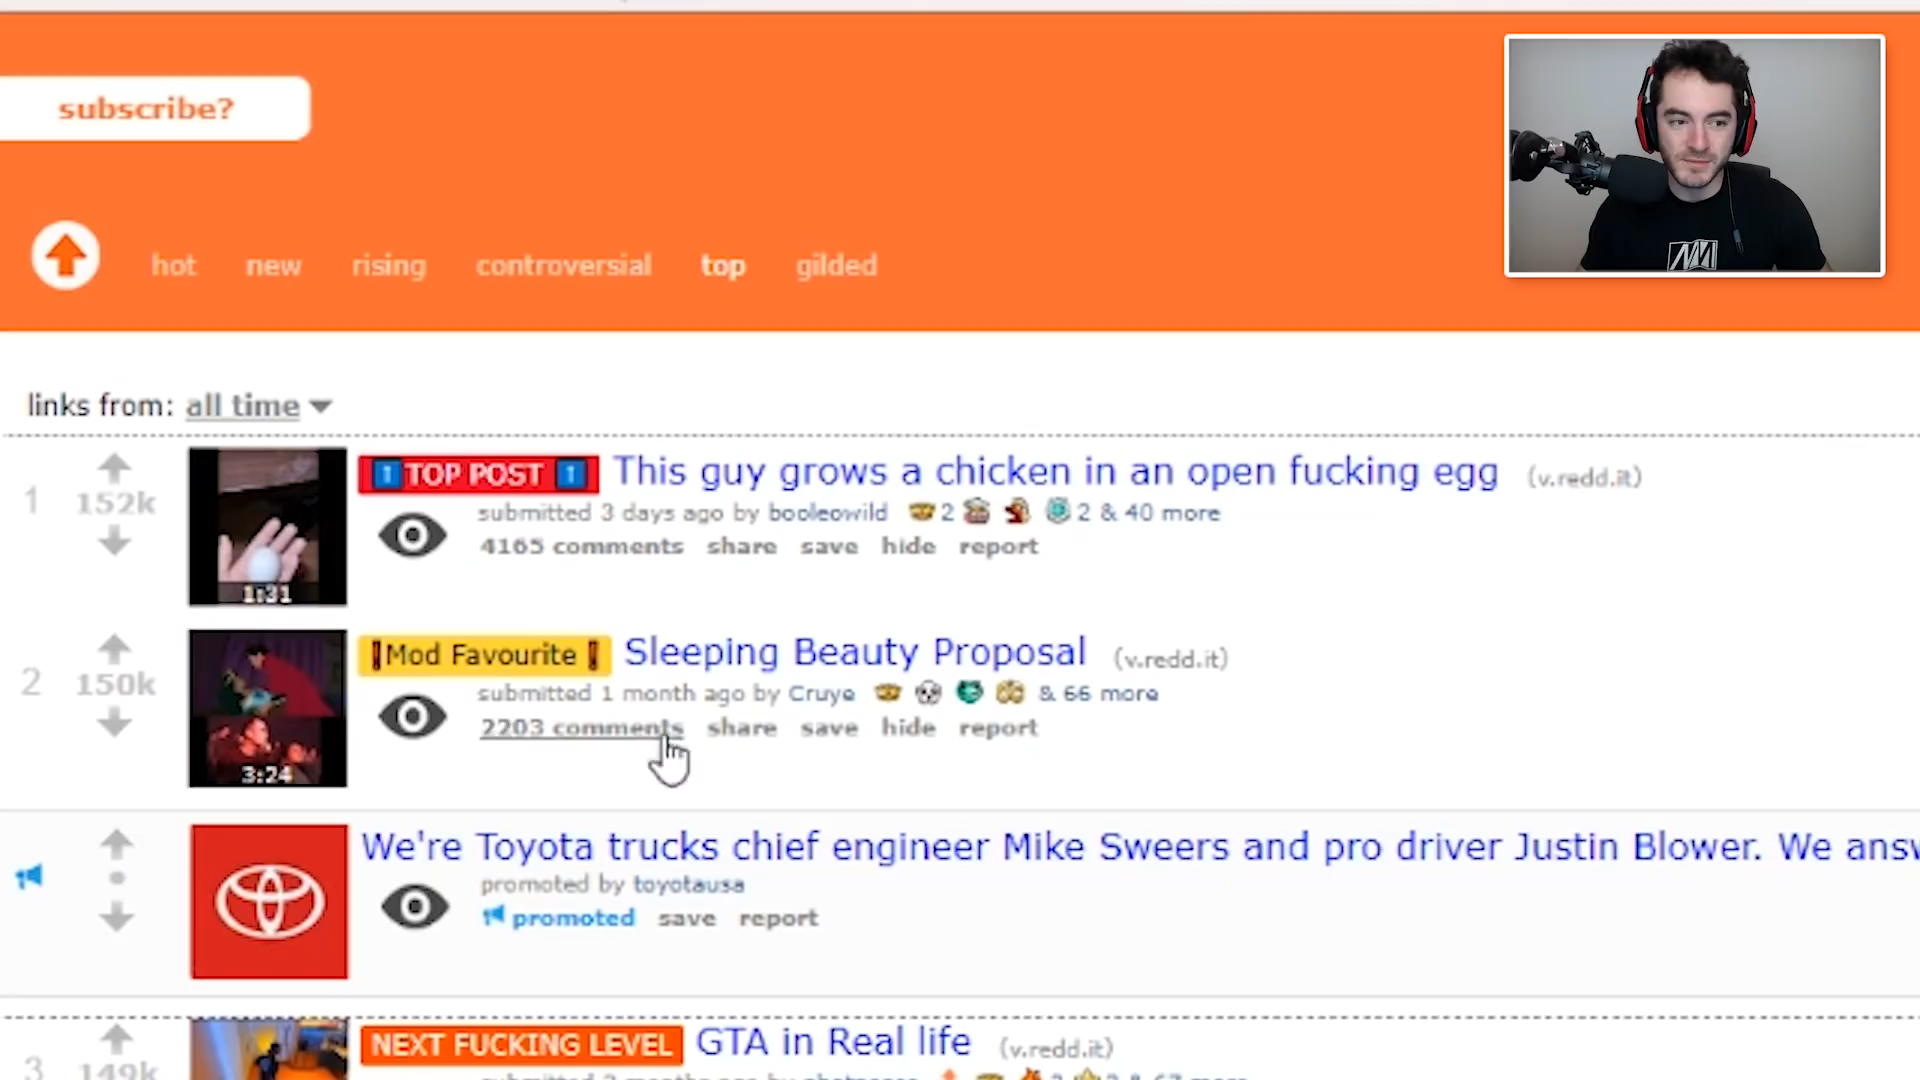 subscribe?
hot new rising controversial top gilded
links from: all time
1 152k 1 TOP POST 1 This guy grows a chicken in an open fucking egg (v.redd.it)
submitted 3 days ago by booleowild 2 2 & 40 more
4165 comments share save hide report
1:31
2 150k Mod Favourite Sleeping Beauty Proposal (v.redd.it)
submitted 1 month ago by Cruye & 66 more
2203 comments share save hide report
3:24
We're Toyota trucks chief engineer Mike Sweers and pro driver Justin Blower. We answ
promoted by toyotausa
promoted save report
3 149k NEXT FUCKING LEVEL GTA in Real life (v.redd.it)